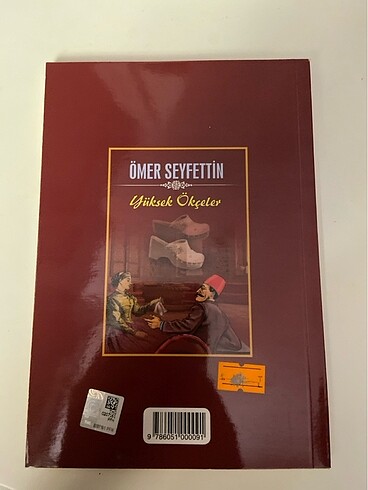 ÖMER SEYFETTİN
Yüksek Ökçeler
9 786051 000091